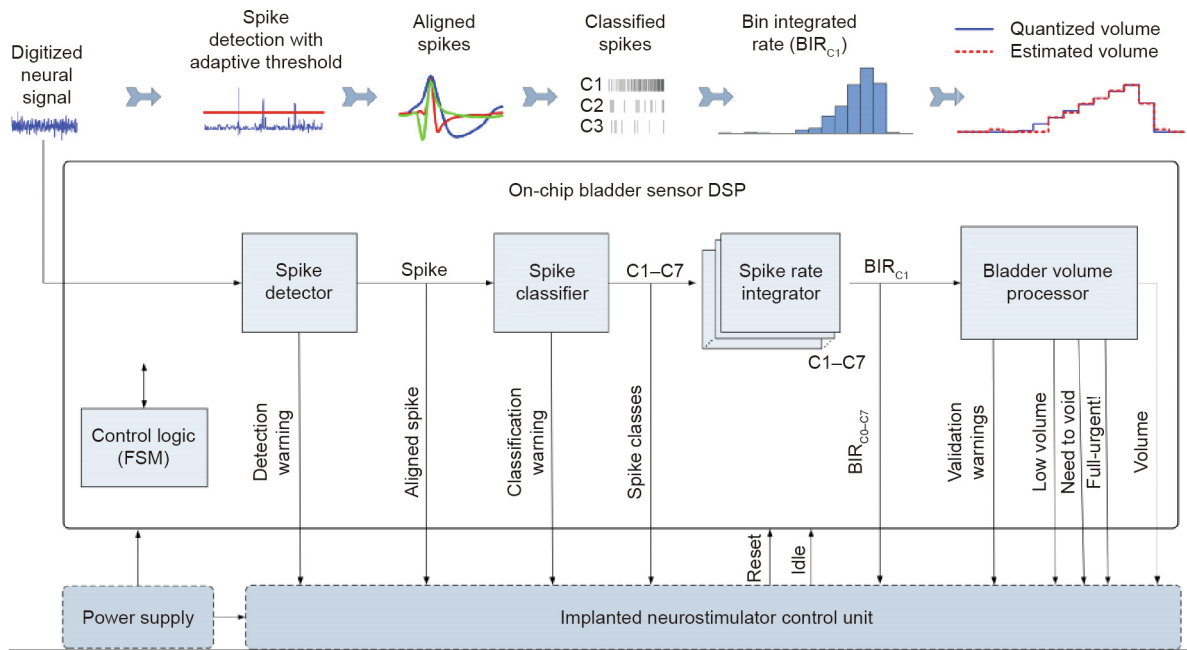 Digitized
neural
signal
Spike
detection with
adaptive threshold
Aligned
spikes
Classified
spikes
C1
C2
C3
Bin integrated
rate (BIR_C1)
Quantized volume
Estimated volume
On-chip bladder sensor DSP
Spike
detector
Spike
Spike
classifier
C1–C7
Spike rate
integrator
C1–C7
BIR_C1
Bladder volume
processor
Control logic
(FSM)
Detection
warning
Aligned spike
Classification
warning
Spike classes
Reset
Idle
BIR_C0–C7
Validation
warnings
Low volume
Need to void
Full-urgent!
Volume
Power supply
Implanted neurostimulator control unit